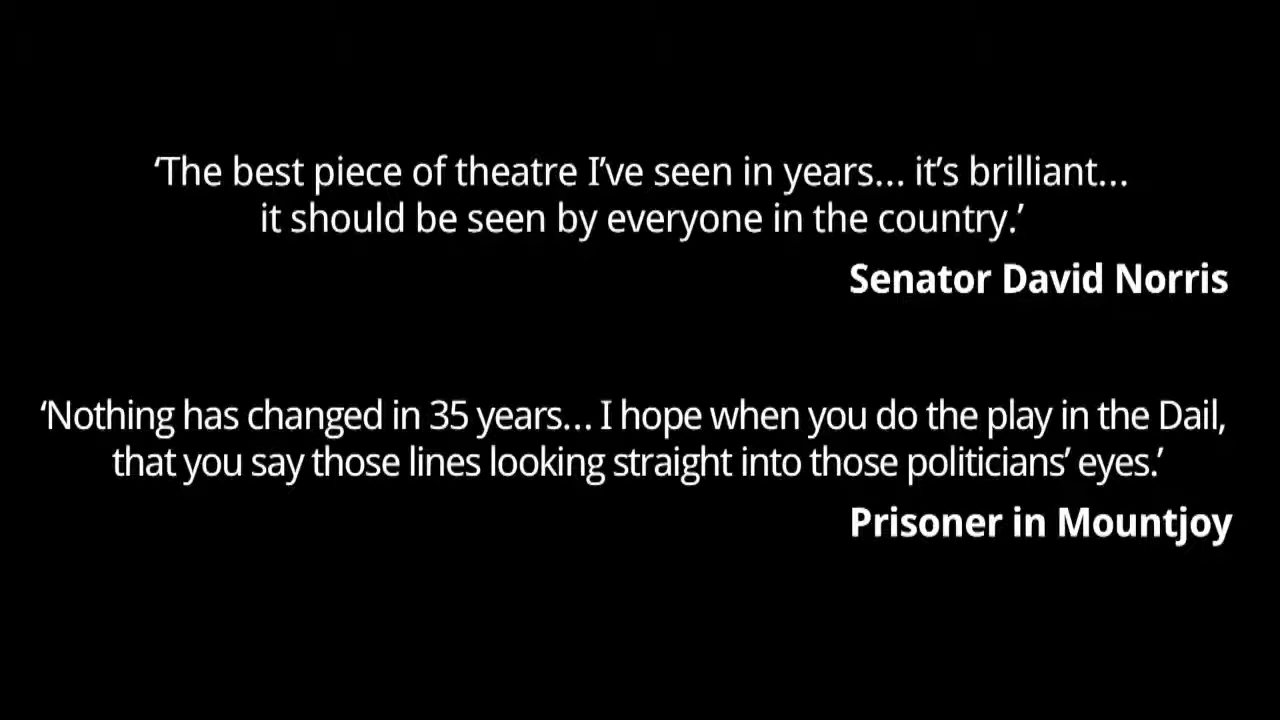 ‘The best piece of theatre I’ve seen in years... it’s brilliant...
it should be seen by everyone in the country.’
Senator David Norris
‘Nothing has changed in 35 years... I hope when you do the play in the Dail,
that you say those lines looking straight into those politicians’ eyes.’
Prisoner in Mountjoy